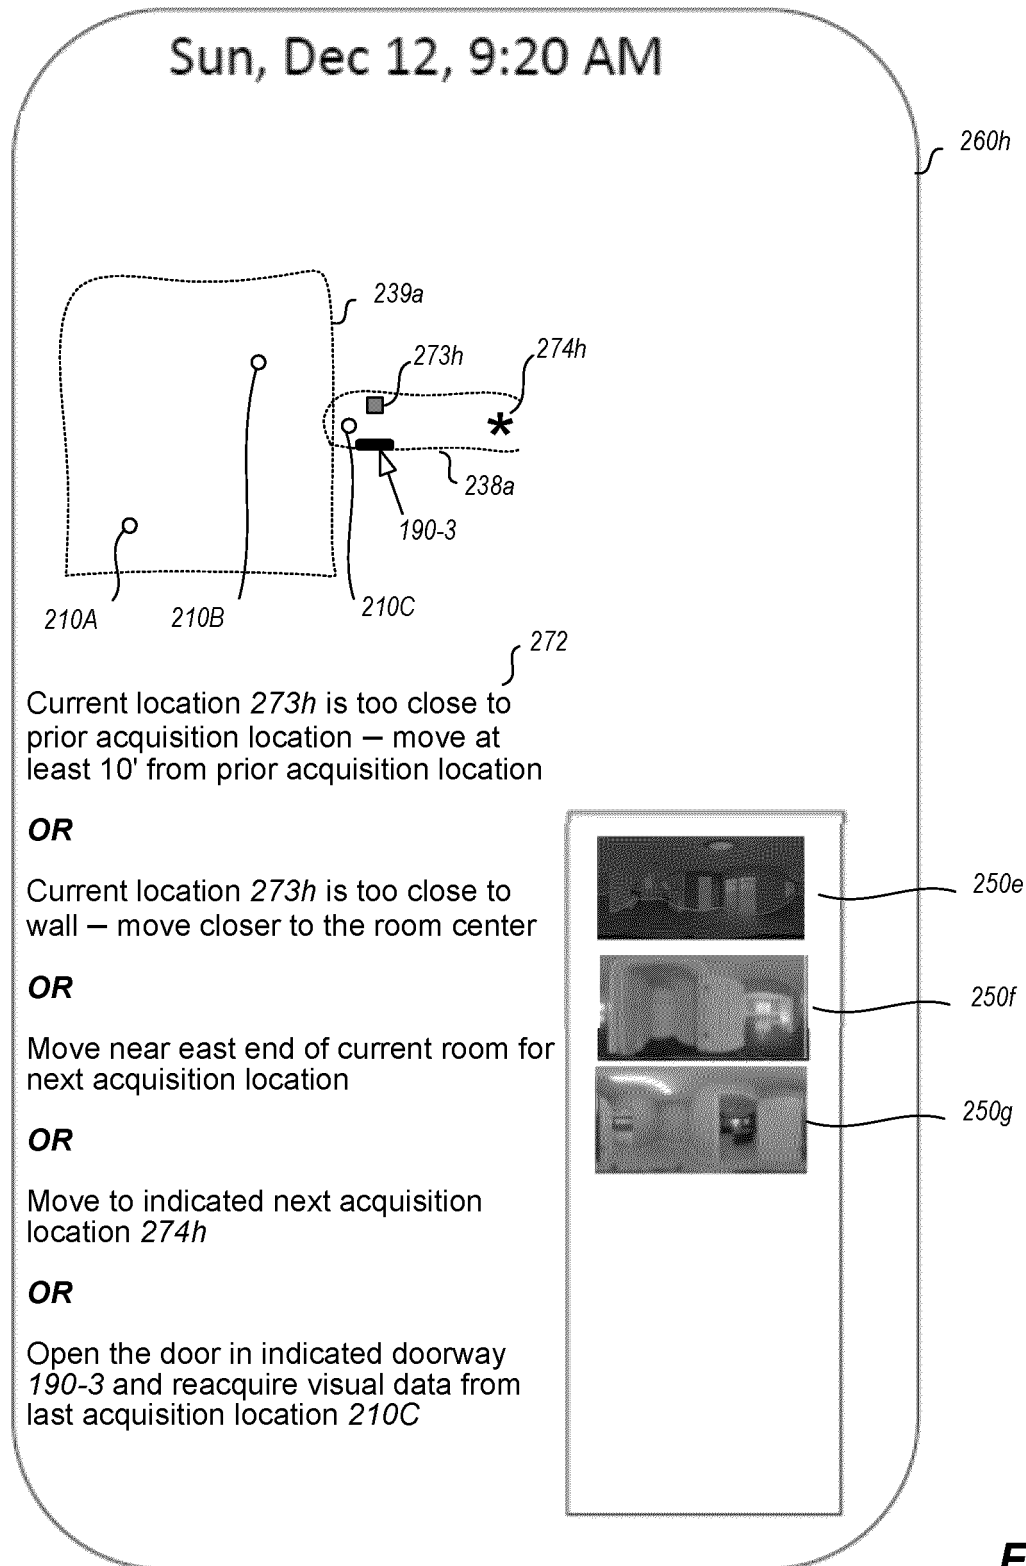 Sun, Dec 12, 9:20 AM
260h
239a
273h
274h
238a
190-3
210A
210B
210C
272
Current location 273h is too close to
prior acquisition location – move at
least 10' from prior acquisition location
OR
Current location 273h is too close to
wall – move closer to the room center
OR
Move near east end of current room for
next acquisition location
OR
Move to indicated next acquisition
location 274h
OR
Open the door in indicated doorway
190-3 and reacquire visual data from
last acquisition location 210C
250e
250f
250g